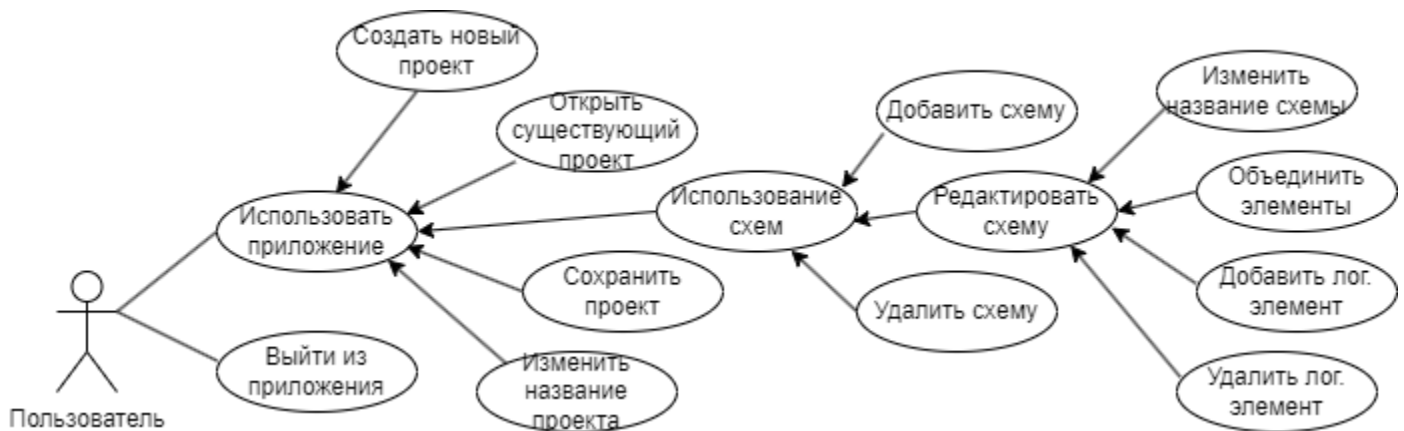 Создать новый
проект
Открыть
существующий
проект
Добавить схему
Изменить
название схемы
Использовать
приложение
Использование
схем
Редактировать
схему
Объединить
элементы
Сохранить
проект
Удалить схему
Добавить лог.
элемент
Выйти из
приложения
Изменить
название
проекта
Удалить лог.
элемент
Пользователь